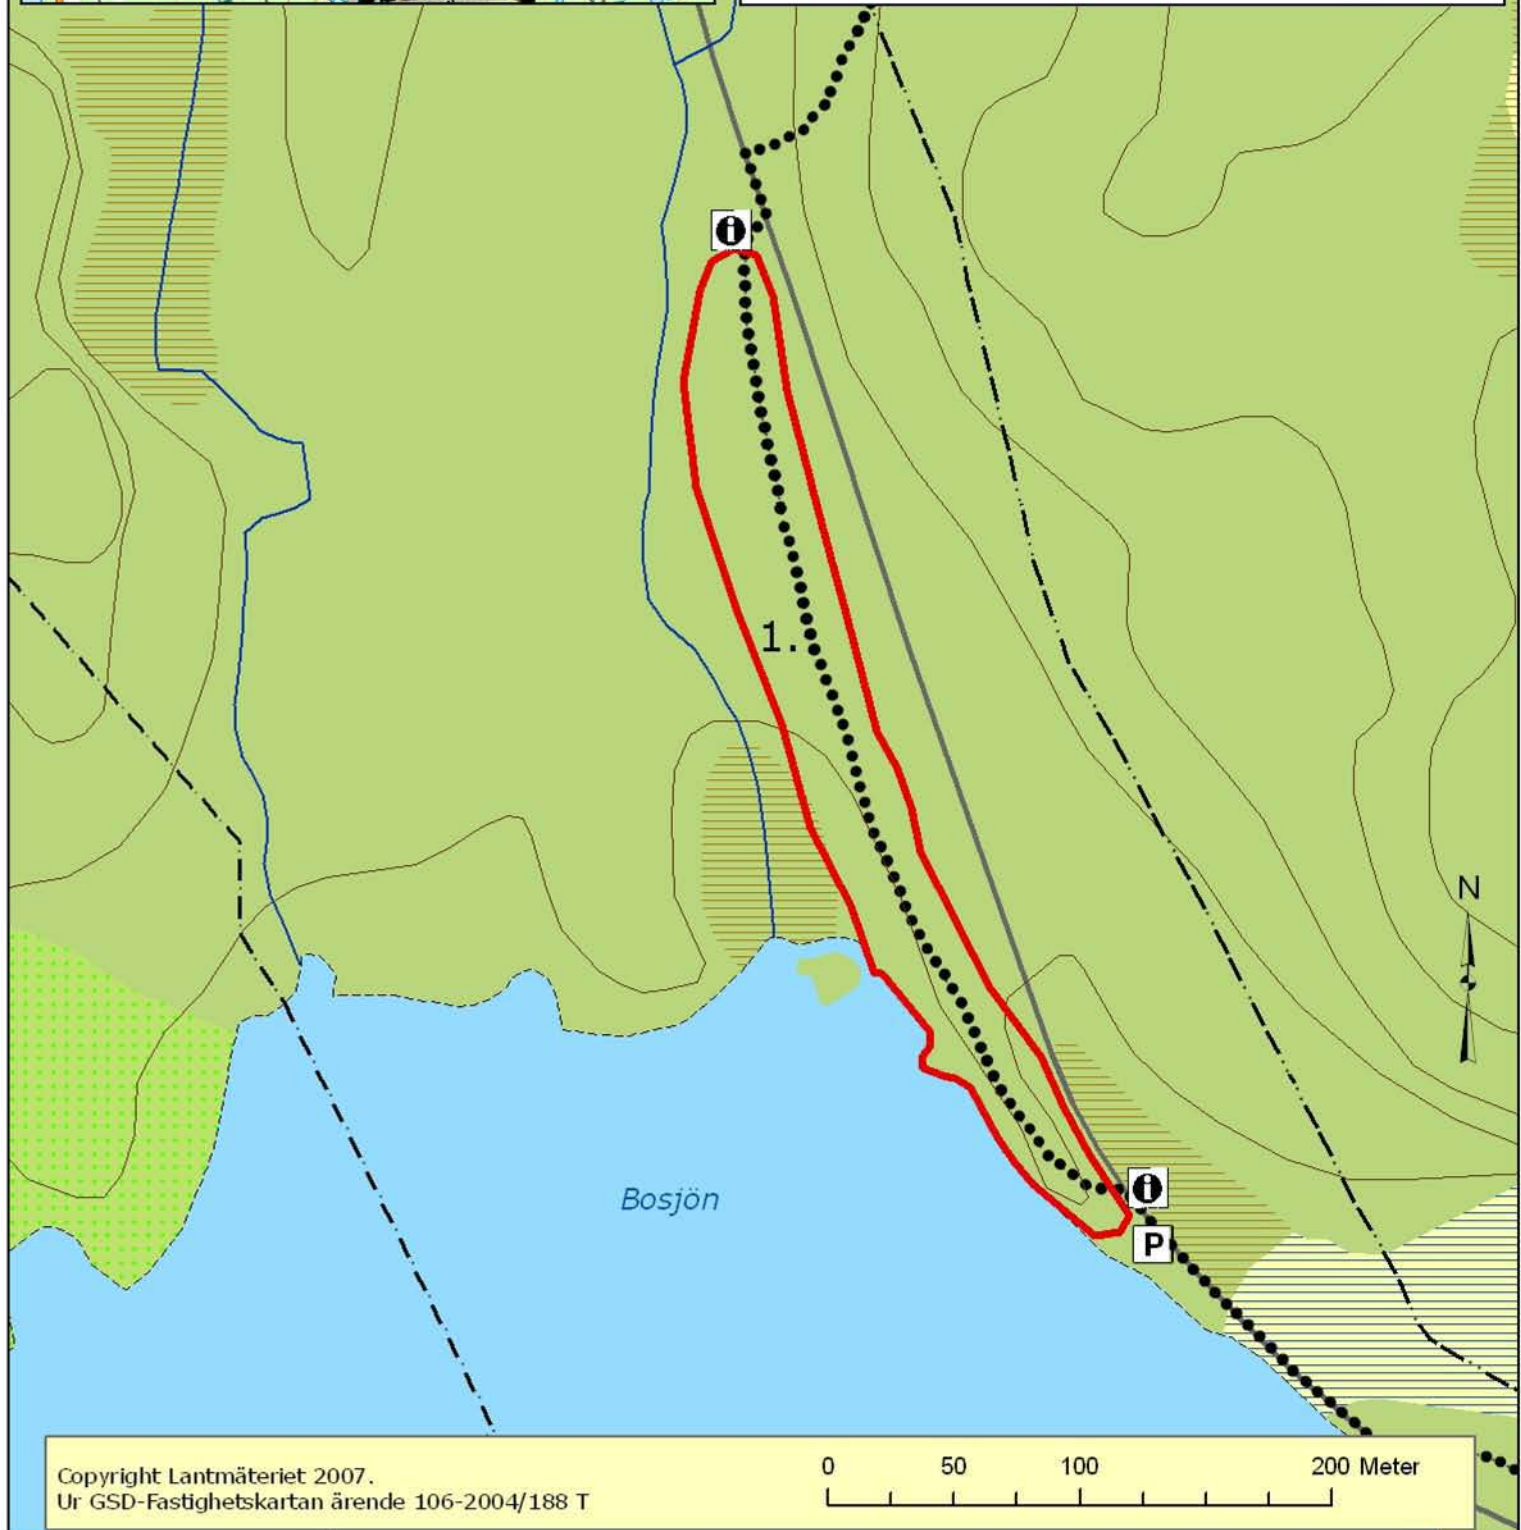 i
1.
N
Bosjön
i
P
Copyright Lantmäteriet 2007.
Ur GSD-Fastighetskartan ärende 106-2004/188 T
0 50 100 200 Meter